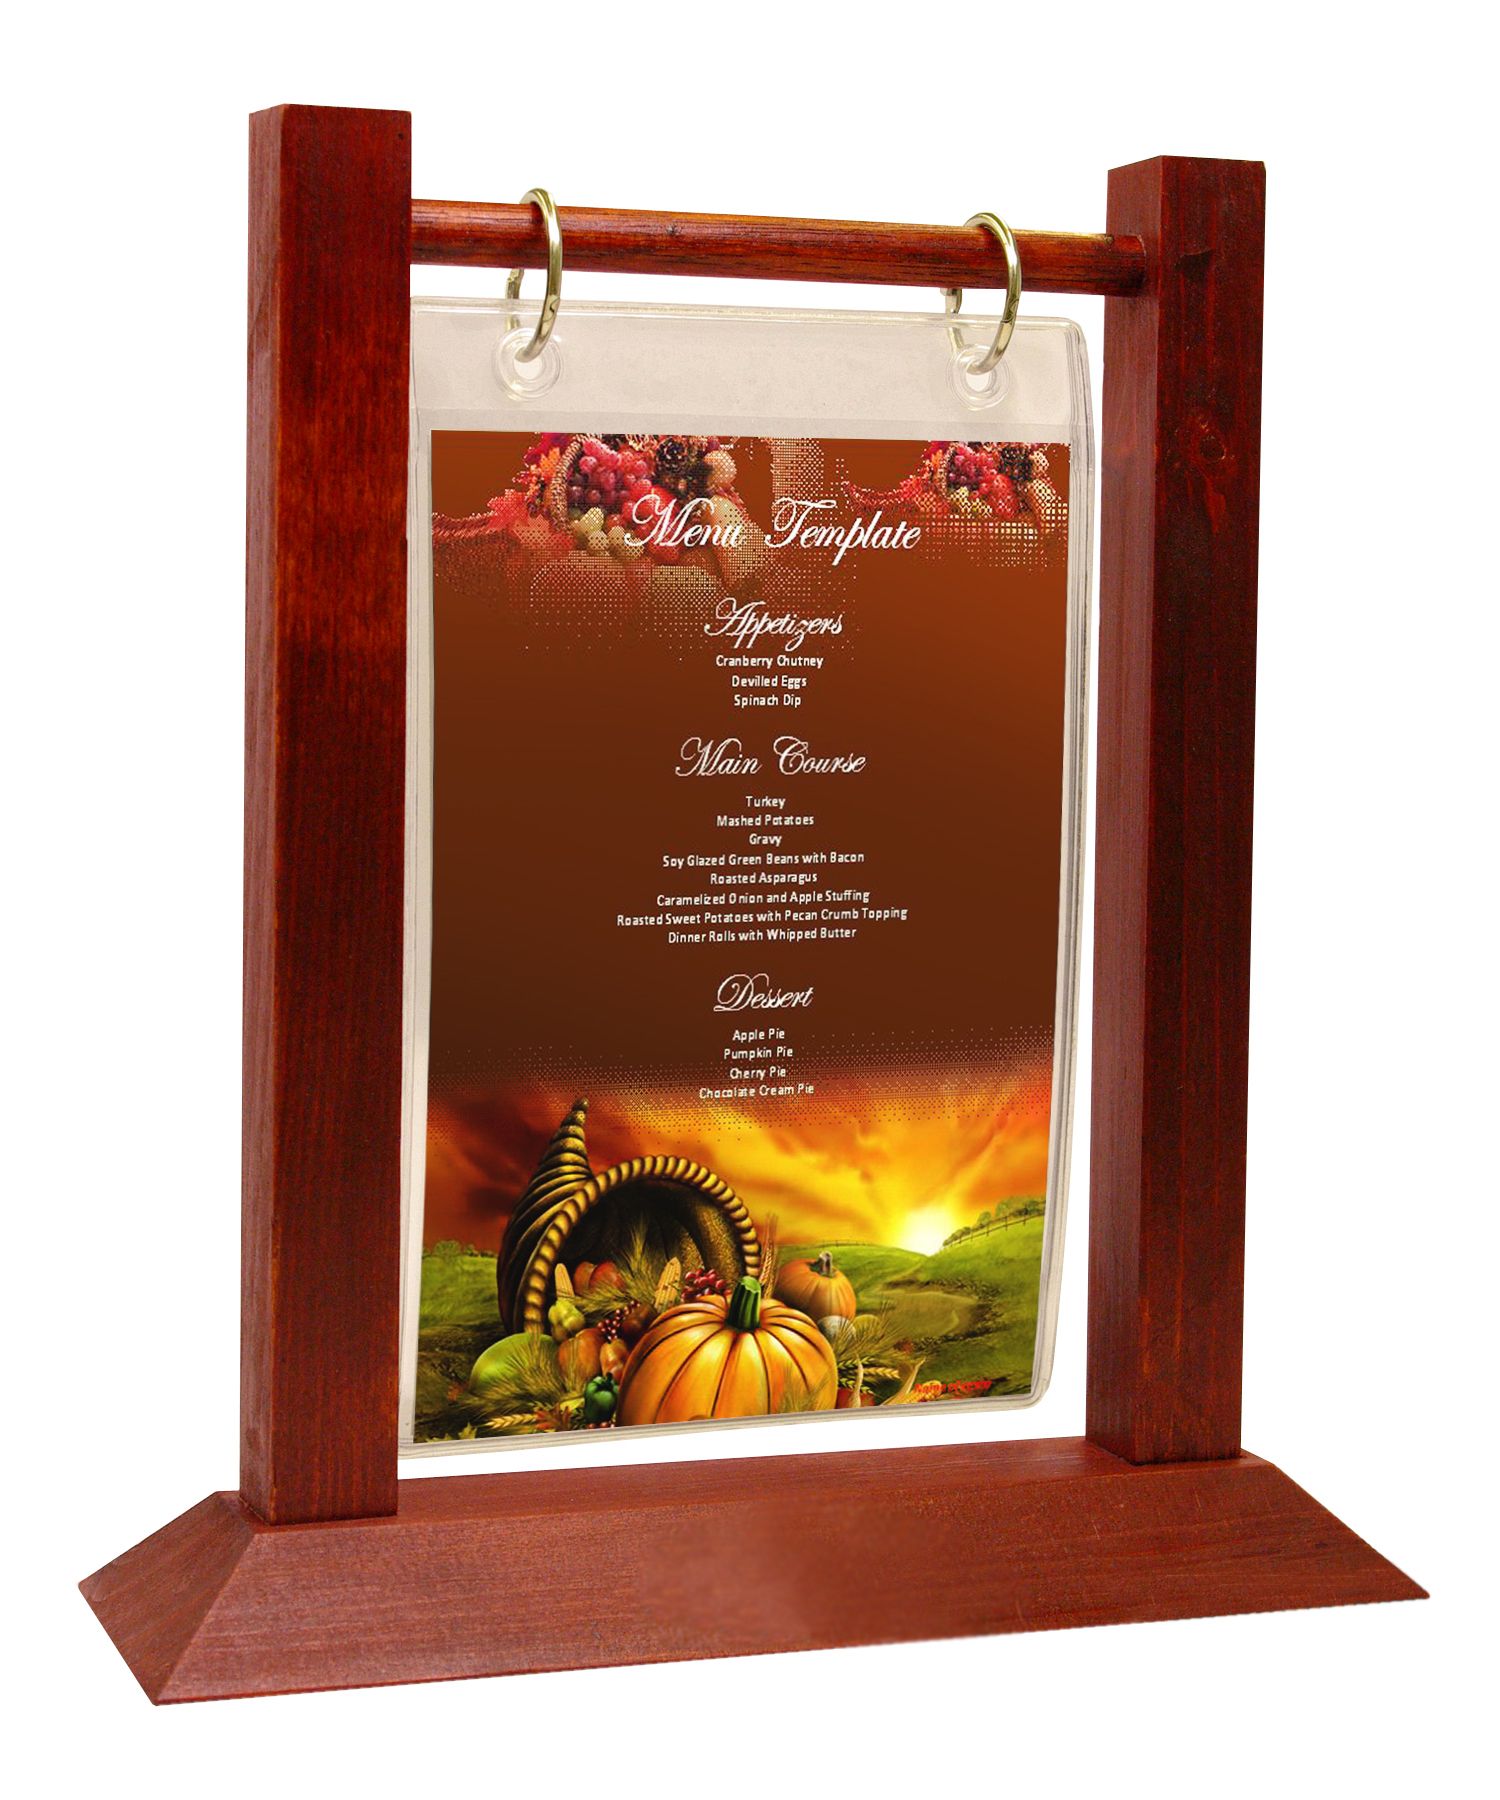 Menu Template
Appetizers
Cranberry Chutney
Devilled Eggs
Spinach Dip
Main Course
Turkey
Mashed Potatoes
Gravy
Soy Glazed Green Beans with Bacon
Roasted Asparagus
Caramelized Onion and Apple Stuffing
Roasted Sweet Potatoes with Pecan Crumb Topping
Dinner Rolls with Whipped Butter
Dessert
Apple Pie
Pumpkin Pie
Cherry Pie
Chocolate Cream Pie